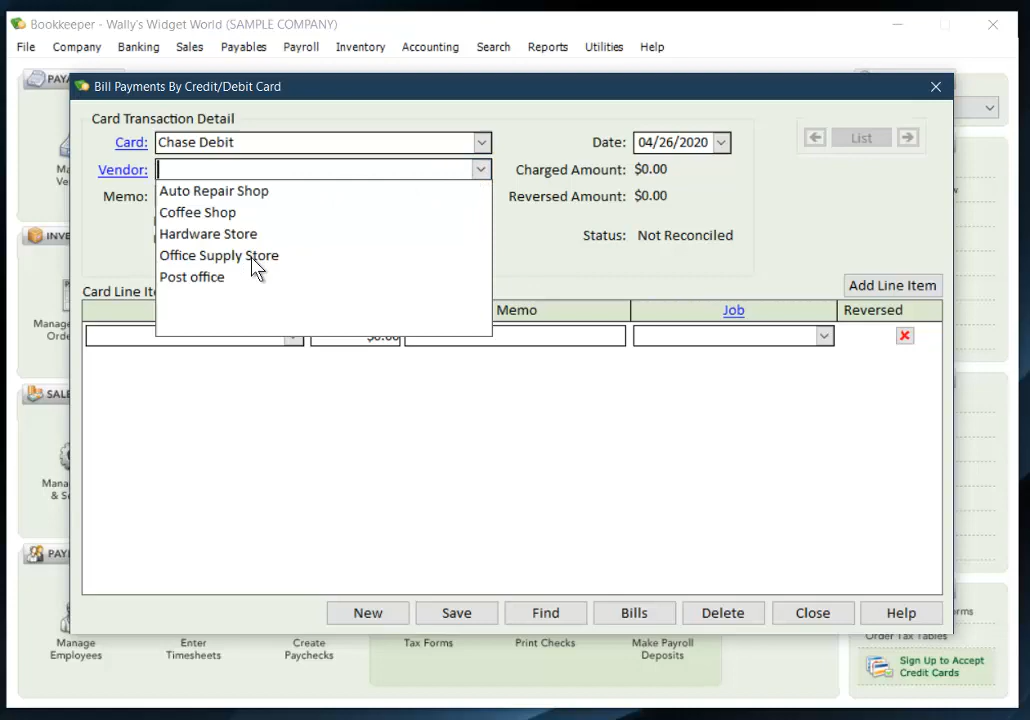 Bookkeeper - Wally's Widget World (SAMPLE COMPANY)
File Company Banking Sales Payables Payroll Inventory Accounting Search Reports Utilities Help
Bill Payments By Credit/Debit Card
Card Transaction Detail
Card: Chase Debit Date: 04/26/2020 List
Vendor: Charged Amount: $0.00
Auto Repair Shop
Memo: Reversed Amount: $0.00
Coffee Shop
Hardware Store Status: Not Reconciled
Office Supply Store
Post office
Add Line Item
Card Line
Memo Job Reversed
$0.00
New Save Find Bills Delete Close Help
Manage Employees
Enter Timesheets
Create Paychecks
Tax Forms
Print Checks
Make Payroll Deposits
Order Tax Tables
Sign Up to Accept
Credit Cards